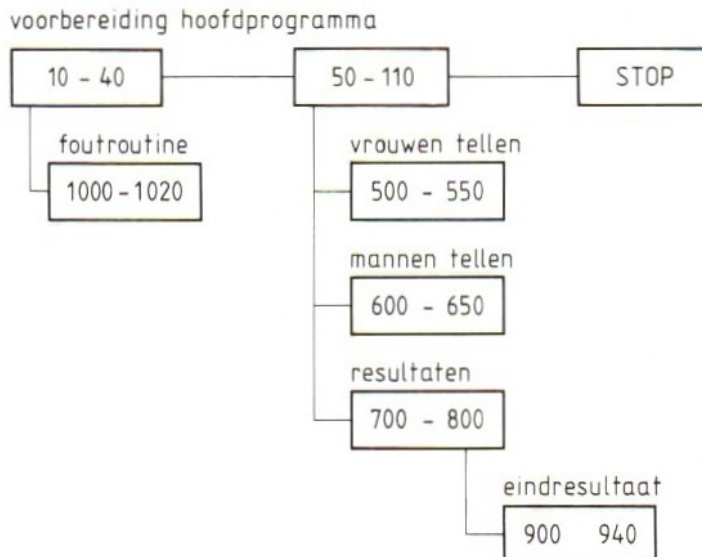 voorbereiding hoofdprogramma
10 - 40
50 - 110
STOP
foutroutine
1000 - 1020
vrouwen tellen
500 - 550
mannen tellen
600 - 650
resultaten
700 - 800
eindresultaat
900 940